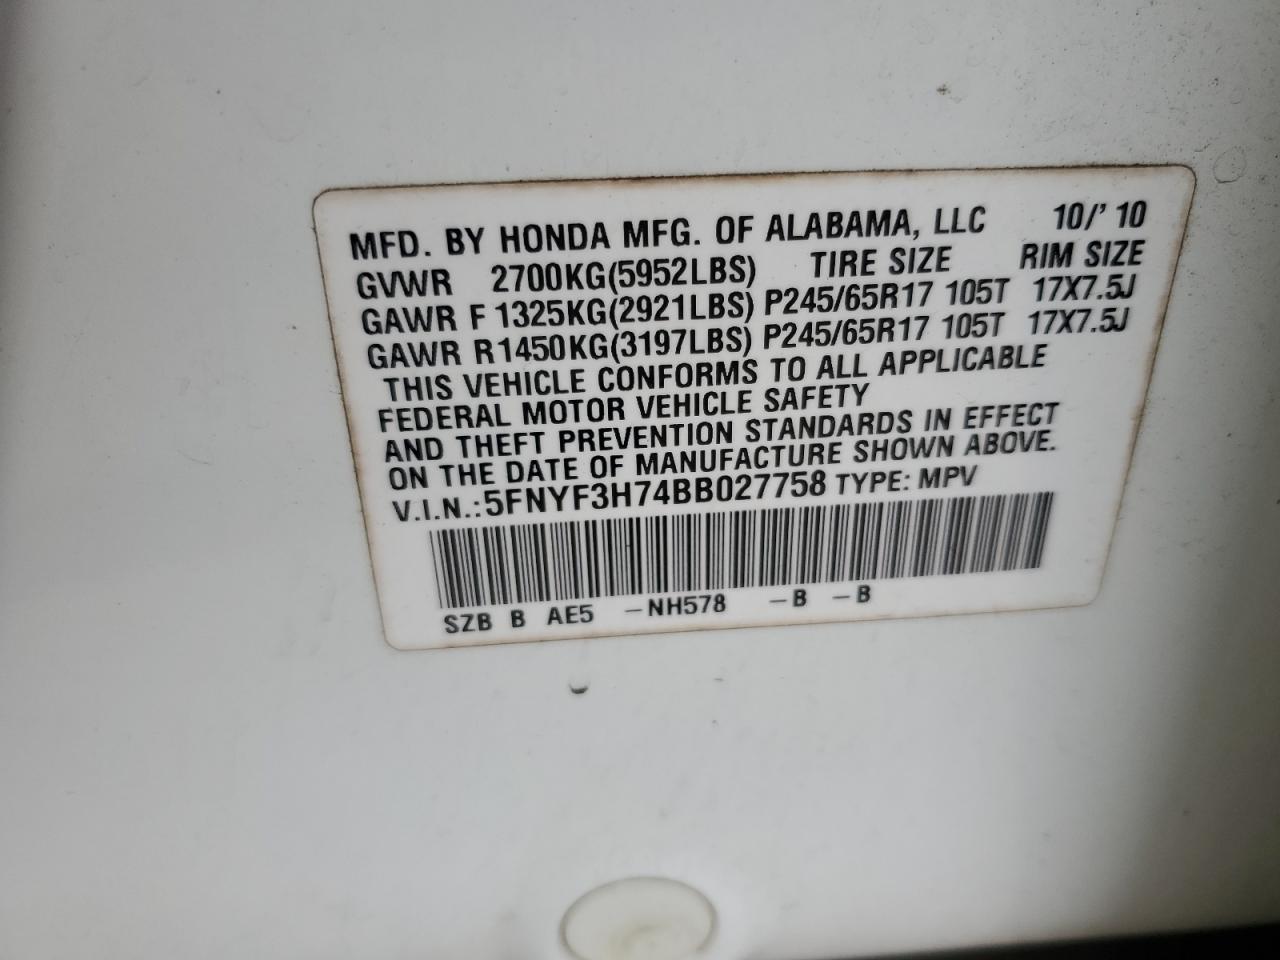 MFD. BY HONDA MFG. OF ALABAMA, LLC 10/' 10
GVWR 2700KG(5952LBS) TIRE SIZE RIM SIZE
GAWR F 1325KG(2921LBS) P245/65R17 105T 17X7.5J
GAWR R1450KG(3197LBS) P245/65R17 105T 17X7.5J
THIS VEHICLE CONFORMS TO ALL APPLICABLE
FEDERAL MOTOR VEHICLE SAFETY
AND THEFT PREVENTION STANDARDS IN EFFECT
ON THE DATE OF MANUFACTURE SHOWN ABOVE.
V.I.N.:5FNYF3H74BB027758 TYPE: MPV
SZB B AE5 -NH578 -B -B